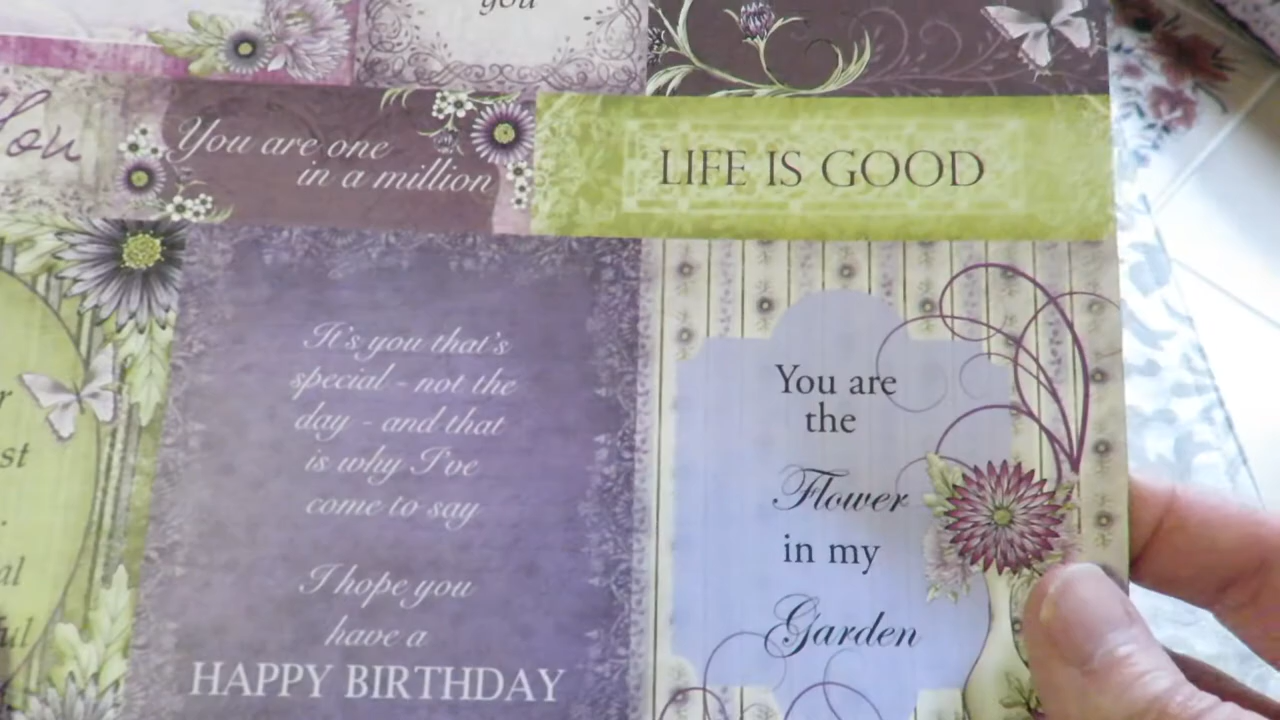 you
You
You are one
in a million
LIFE IS GOOD
It's you that's
special - not the
day - and that
is why I've
come to say
I hope you
have a
HAPPY BIRTHDAY
You are
the
Flower
in my
Garden